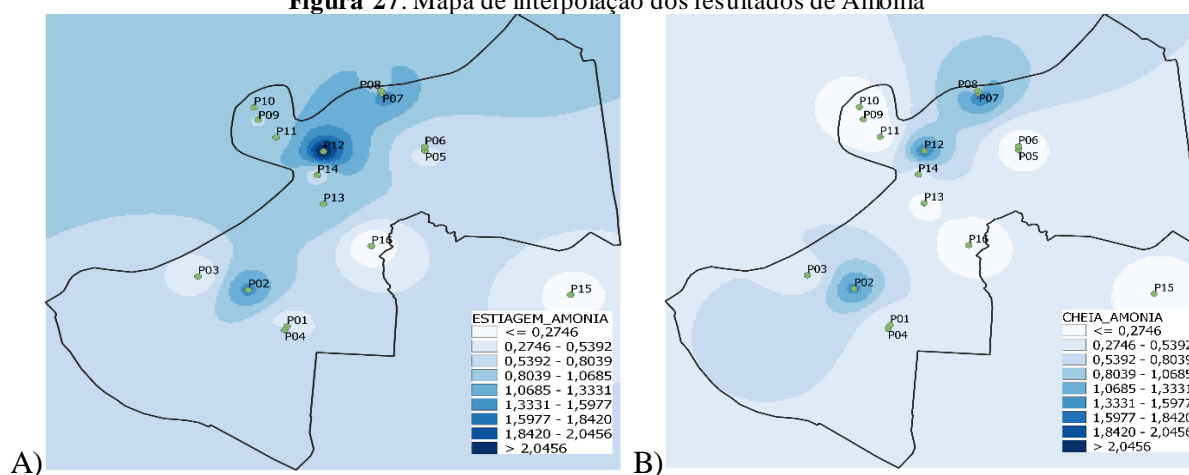 Figura 27. Mapa de interpolação dos resultados de Amônia
P08
P07
P10
P09
P11
P12
P06
P05
P14
P13
P16
P03
P02
P15
P01
P04
ESTIAGEM_AMONIA
<= 0,2746
0,2746 - 0,5392
0,5392 - 0,8039
0,8039 - 1,0685
1,0685 - 1,3331
1,3331 - 1,5977
1,5977 - 1,8420
1,8420 - 2,0456
> 2,0456
A)
P08
P07
P10
P09
P11
P12
P06
P05
P14
P13
P16
P03
P02
P15
P01
P04
CHEIA_AMONIA
<= 0,2746
0,2746 - 0,5392
0,5392 - 0,8039
0,8039 - 1,0685
1,0685 - 1,3331
1,3331 - 1,5977
1,5977 - 1,8420
1,8420 - 2,0456
> 2,0456
B)